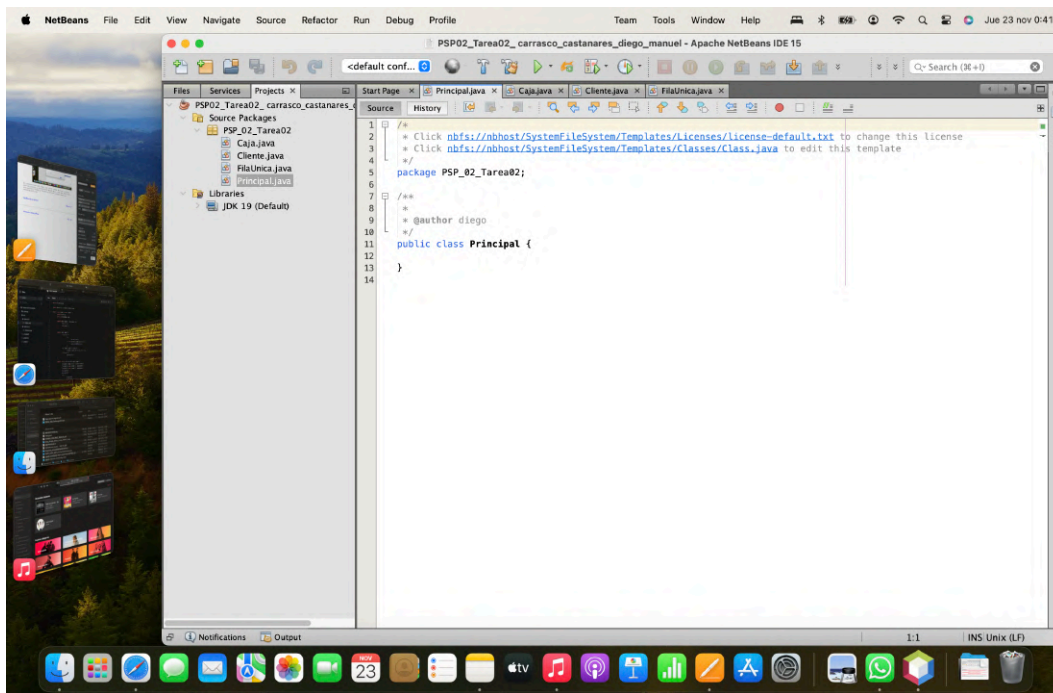 NetBeans File Edit View Navigate Source Refactor Run Debug Profile Team Tools Window Help Jue 23 nov 0:41
PSP02_Tarea02_ carrasco_castanares_diego_manuel - Apache NetBeans IDE 15
<default conf... Search (⌘+I)
Files Services Projects Start Page Principal.java Caja.java Cliente.java FilaUnica.java
PSP02_Tarea02_ carrasco_castanares_
Source Packages
PSP_02_Tarea02
Caja.java
Cliente.java
FilaUnica.java
Principal.java
Libraries
JDK 19 (Default)
Source History
1 /*
2 * Click nbfs://nbhost/SystemFileSystem/Templates/Licenses/license-default.txt to change this license
3 * Click nbfs://nbhost/SystemFileSystem/Templates/Classes/Class.java to edit this template
4 */
5 package PSP_02_Tarea02;
6
7 /**
8 *
9 * @author diego
10 */
11 public class Principal {
12
13 }
14
Notifications Output 1:1 INS Unix (LF)
NOV
23
tv